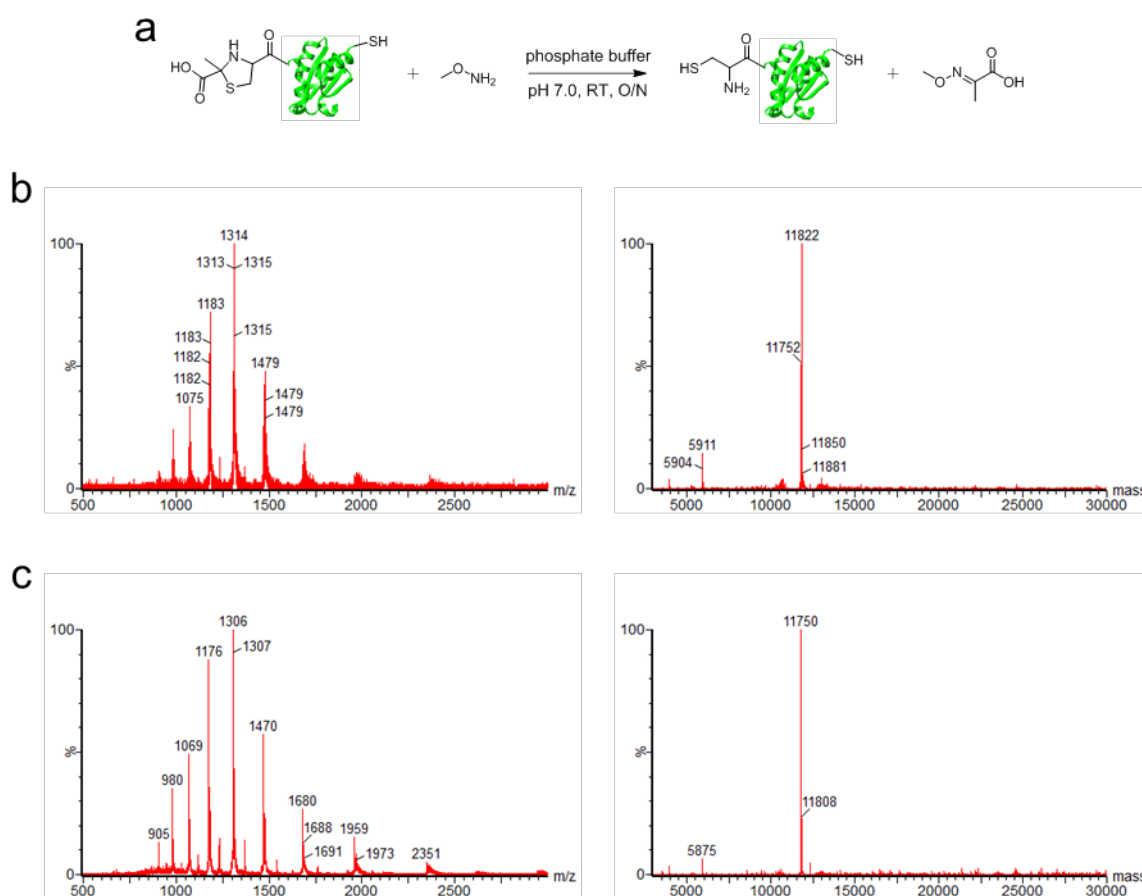 a
O
HN
SH
HO
O
S
+
O
NH2
phosphate buffer
pH 7.0, RT, O/N
O
HS
NH2
SH
+
O
N
O
OH
b
100
%
0
1314
1313
1315
1183
1183
1182
1182
1075
1315
1479
1479
1479
500
1000
1500
2000
2500
m/z
100
%
0
11822
11752
5911
5904
11850
11881
5000
10000
15000
20000
25000
30000
mass
c
100
%
0
1306
1307
1176
1470
1069
980
905
1680
1688
1691
1959
1973
2351
500
1000
1500
2000
2500
m/z
100
%
0
11750
11808
5875
5000
10000
15000
20000
25000
30000
mass